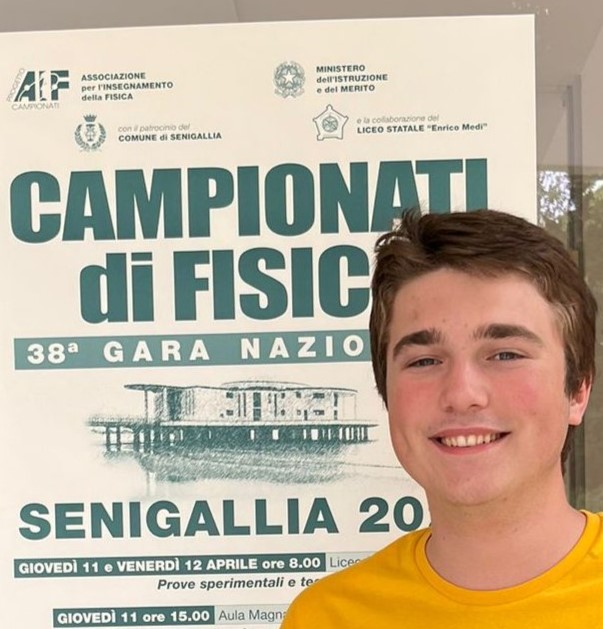 PROGETTO
AIF
CAMPIONATI
ASSOCIAZIONE
per l'INSEGNAMENTO
della FISICA
MINISTERO
dell'ISTRUZIONE
e del MERITO
con il patrocinio del
COMUNE di SENIGALLIA
e la collaborazione del
LICEO STATALE "Enrico Medi"
CAMPIONATI
di FISIC
38ª GARA NAZIO
SENIGALLIA 20
GIOVEDÌ 11 e VENERDÌ 12 APRILE ore 8.00 Lice
Prove sperimentali e te
GIOVEDÌ 11 ore 15.00 Aula Magna